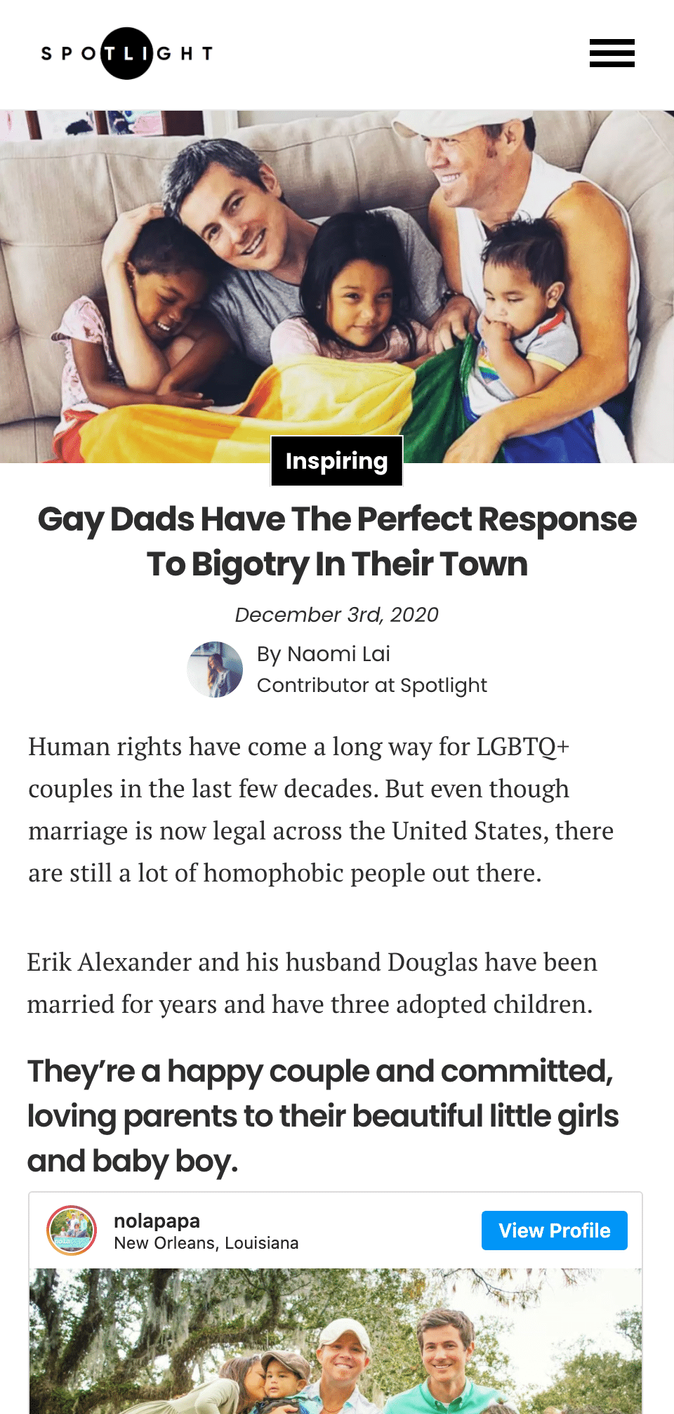 SPOTLIGHT
Inspiring
Gay Dads Have The Perfect Response
To Bigotry In Their Town
December 3rd, 2020
By Naomi Lai
Contributor at Spotlight
Human rights have come a long way for LGBTQ+
couples in the last few decades. But even though
marriage is now legal across the United States, there
are still a lot of homophobic people out there.
Erik Alexander and his husband Douglas have been
married for years and have three adopted children.
They’re a happy couple and committed,
loving parents to their beautiful little girls
and baby boy.
nolapapa
New Orleans, Louisiana
View Profile